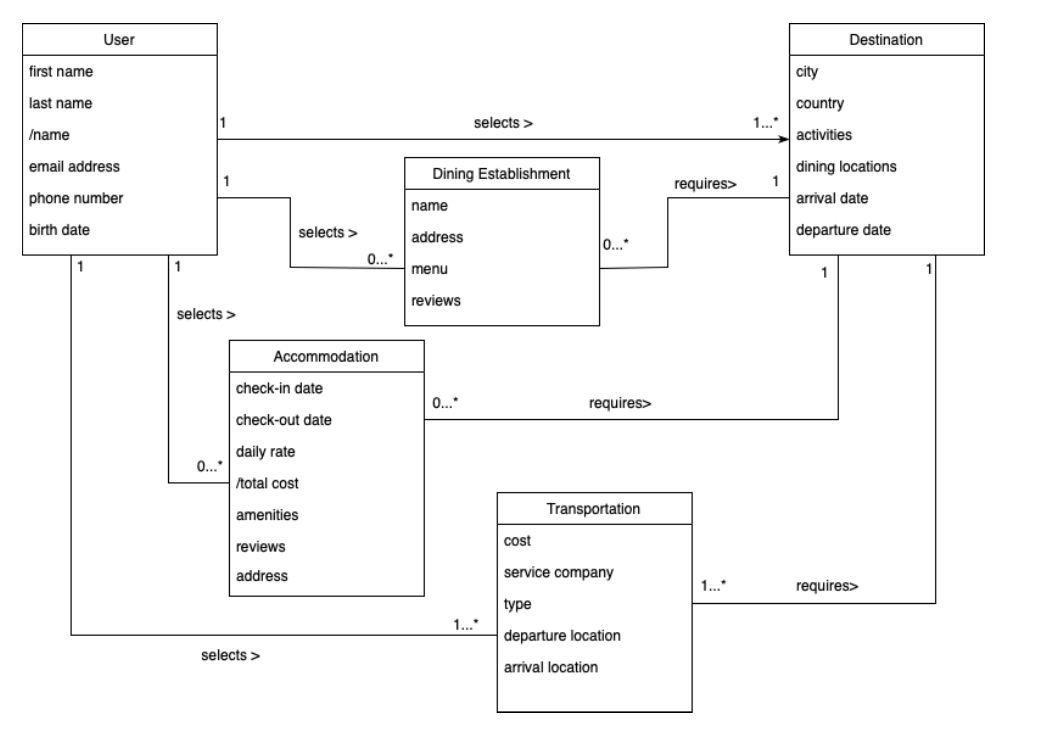 User
first name
last name
/name
email address
phone number
birth date
Destination
city
country
activities
dining locations
arrival date
departure date
1
selects >
1...*
1
selects >
0...*
Dining Establishment
name
address
menu
reviews
requires>
1
0...*
1
1
selects >
0...*
1
1
Accommodation
check-in date
check-out date
daily rate
/total cost
amenities
reviews
address
0...*
requires>
Transportation
cost
service company
type
departure location
arrival location
1...*
requires>
1...*
selects >